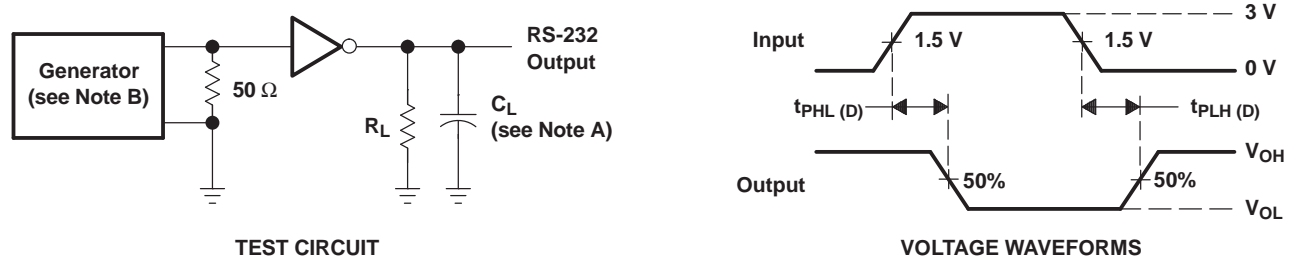 Generator
(see Note B)
50 Ω
RS-232
Output
R_L
C_L
(see Note A)
TEST CIRCUIT
Input
3 V
1.5 V
1.5 V
0 V
t_PHL (D)
t_PLH (D)
Output
V_OH
50%
50%
V_OL
VOLTAGE WAVEFORMS